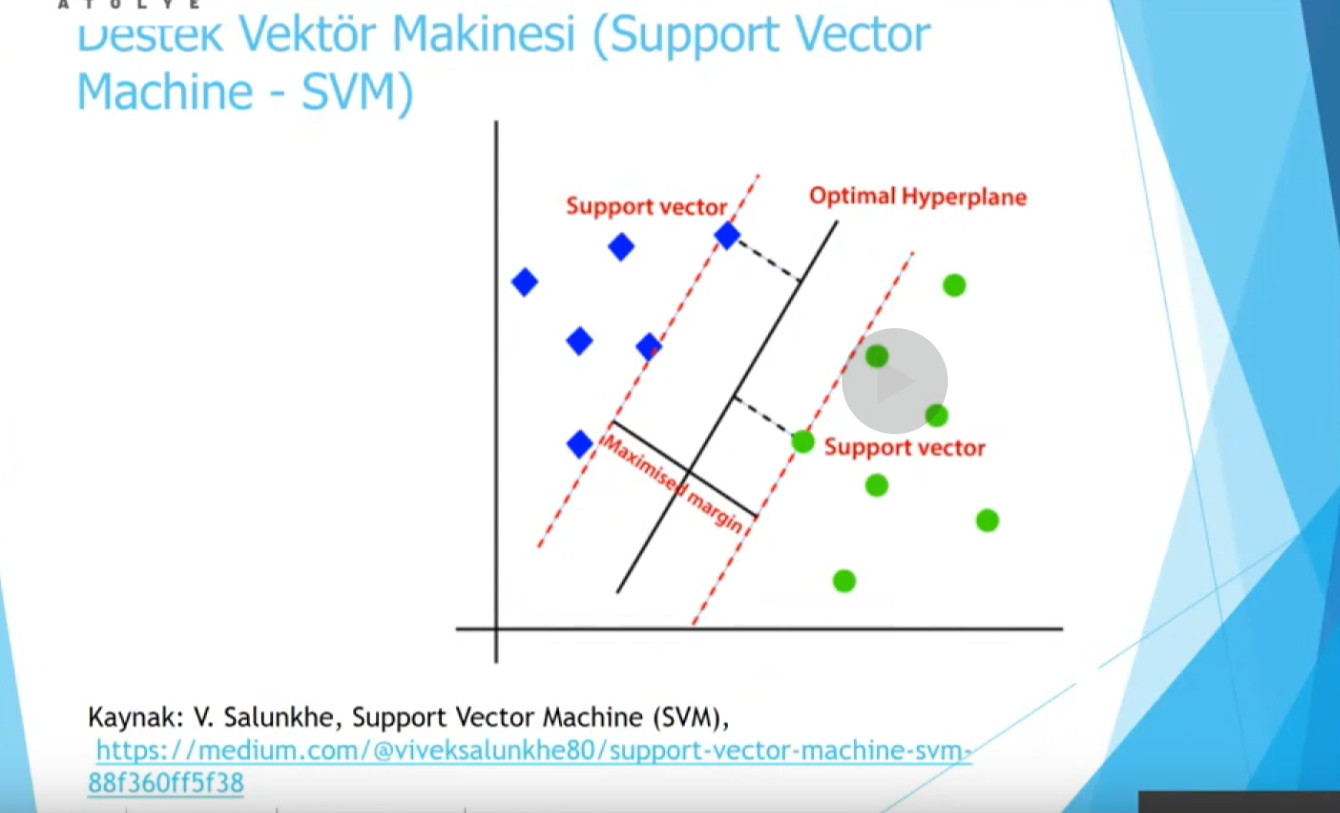 ATÖLYE
Destek Vektör Makinesi (Support Vector
Machine - SVM)
Support vector
Optimal Hyperplane
Support vector
Maximised margin
Kaynak: V. Salunkhe, Support Vector Machine (SVM),
https://medium.com/@viveksalunkhe80/support-vector-machine-svm-
88f360ff5f38